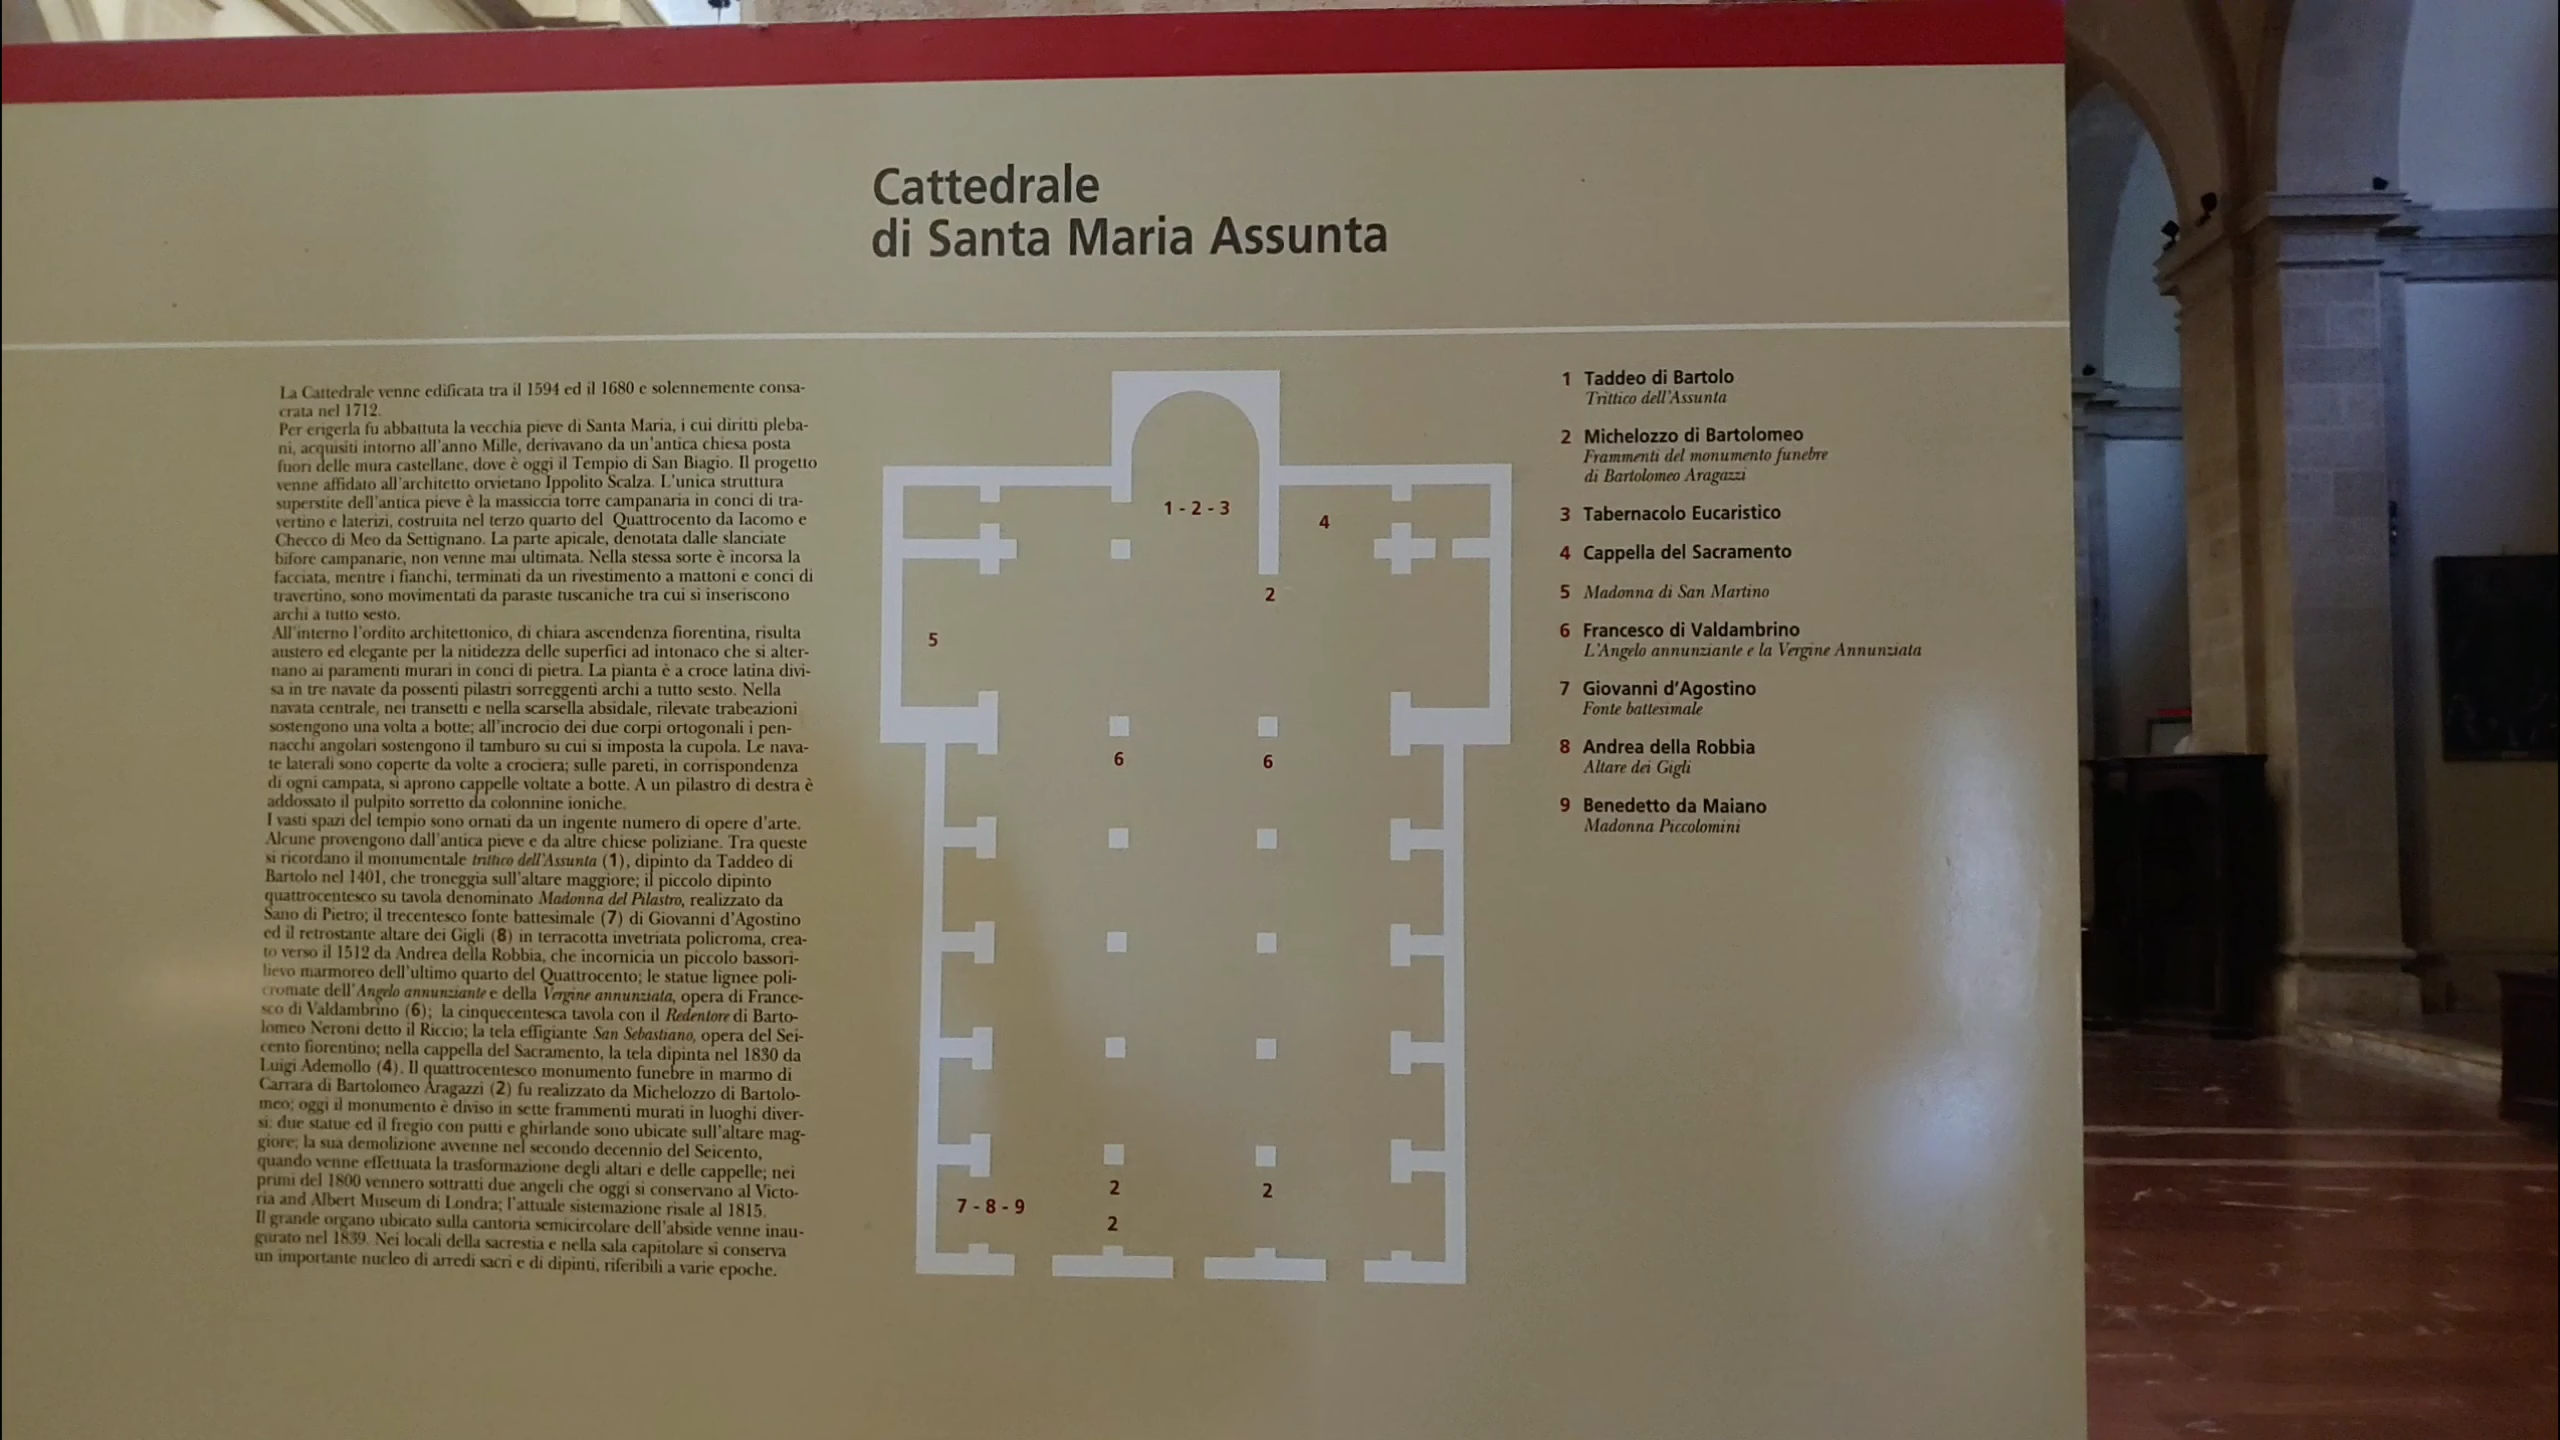 Cattedrale
di Santa Maria Assunta
La Cattedrale venne edificata tra il 1594 ed il 1680 e solennemente consa-
crata nel 1712.
Per erigerla fu abbattuta la vecchia pieve di Santa Maria, i cui diritti pleba-
ni, acquisiti intorno all'anno Mille, derivavano da un'antica chiesa posta
fuori delle mura castellane, dove è oggi il Tempio di San Biagio. Il progetto
venne affidato all'architetto orvietano Ippolito Scalza. L'unica struttura
superstite dell'antica pieve è la massiccia torre campanaria in conci di tra-
vertino e laterizi, costruita nel terzo quarto del Quattrocento da Iacomo e
Checco di Meo da Settignano. La parte apicale, denotata dalle slanciate
bifore campanarie, non venne mai ultimata. Nella stessa sorte è incorsa la
facciata, mentre i fianchi, terminati da un rivestimento a mattoni e conci di
travertino, sono movimentati da paraste tuscaniche tra cui si inseriscono
archi a tutto sesto.
All'interno l'ordito architettonico, di chiara ascendenza fiorentina, risulta
austero ed elegante per la nitidezza delle superfici ad intonaco che si alter-
nano ai paramenti murari in conci di pietra. La pianta è a croce latina divi-
sa in tre navate da possenti pilastri sorreggenti archi a tutto sesto. Nella
navata centrale, nei transetti e nella scarsella absidale, rilevate trabeazioni
sostengono una volta a botte; all'incrocio dei due corpi ortogonali i pen-
nacchi angolari sostengono il tamburo su cui si imposta la cupola. Le nava-
te laterali sono coperte da volte a crociera; sulle pareti, in corrispondenza
di ogni campata, si aprono cappelle voltate a botte. A un pilastro di destra è
addossato il pulpito sorretto da colonnine ioniche.
I vasti spazi del tempio sono ornati da un ingente numero di opere d'arte.
Alcune provengono dall'antica pieve e da altre chiese poliziane. Tra queste
si ricordano il monumentale trittico dell'Assunta (1), dipinto da Taddeo di
Bartolo nel 1401, che troneggia sull'altare maggiore; il piccolo dipinto
quattrocentesco su tavola denominato Madonna del Pilastro, realizzato da
Sano di Pietro; il trecentesco fonte battesimale (7) di Giovanni d'Agostino
ed il retrostante altare dei Gigli (8) in terracotta invetriata policroma, crea-
to verso il 1512 da Andrea della Robbia, che incornicia un piccolo bassori-
lievo marmoreo dell'ultimo quarto del Quattrocento; le statue lignee poli-
cromate dell'Angelo annunziante e della Vergine annunziata, opera di France-
sco di Valdambrino (6); la cinquecentesca tavola con il Redentore di Barto-
lomeo Neroni detto il Riccio; la tela effigiante San Sebastiano, opera del Sei-
cento fiorentino; nella cappella del Sacramento, la tela dipinta nel 1830 da
Luigi Ademollo (4). Il quattrocentesco monumento funebre in marmo di
Carrara di Bartolomeo Aragazzi (2) fu realizzato da Michelozzo di Bartolo-
meo; oggi il monumento è diviso in sette frammenti murati in luoghi diver-
si: due statue ed il fregio con putti e ghirlande sono ubicate sull'altare mag-
giore; la sua demolizione avvenne nel secondo decennio del Seicento,
quando venne effettuata la trasformazione degli altari e delle cappelle; nei
primi del 1800 vennero sottratti due angeli che oggi si conservano al Victo-
ria and Albert Museum di Londra; l'attuale sistemazione risale al 1815.
Il grande organo ubicato sulla cantoria semicircolare dell'abside venne inau-
gurato nel 1839. Nei locali della sacrestia e nella sala capitolare si conserva
un importante nucleo di arredi sacri e di dipinti, riferibili a varie epoche.
1 - 2 - 3
4
2
5
6
6
2
2
7 - 8 - 9
2
1 Taddeo di Bartolo
Trittico dell'Assunta
2 Michelozzo di Bartolomeo
Frammenti del monumento funebre
di Bartolomeo Aragazzi
3 Tabernacolo Eucaristico
4 Cappella del Sacramento
5 Madonna di San Martino
6 Francesco di Valdambrino
L'Angelo annunziante e la Vergine Annunziata
7 Giovanni d'Agostino
Fonte battesimale
8 Andrea della Robbia
Altare dei Gigli
9 Benedetto da Maiano
Madonna Piccolomini